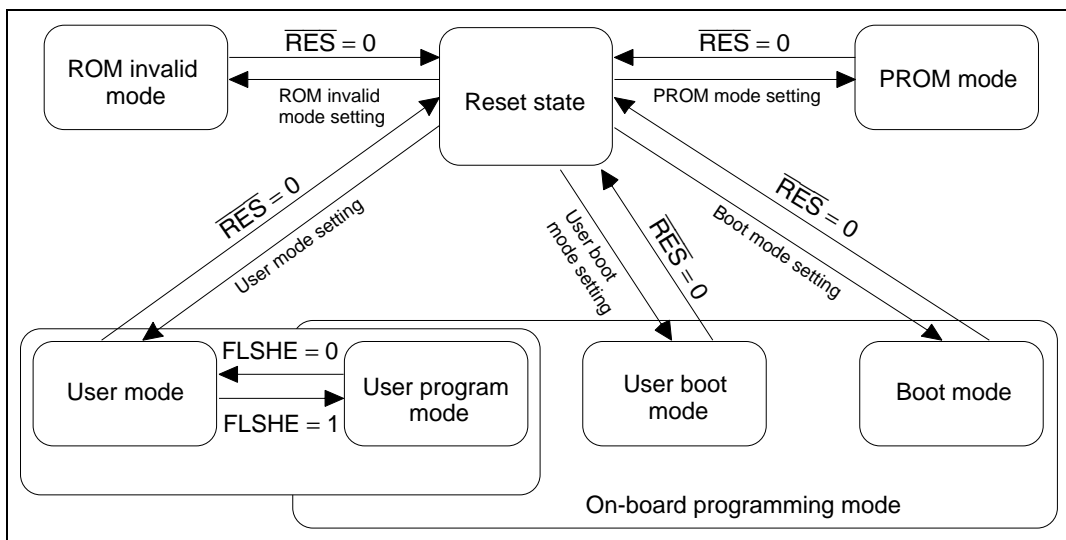 ROM invalid
mode
RES = 0
ROM invalid
mode setting
Reset state
RES = 0
PROM mode setting
PROM mode
RES = 0
User mode setting
User boot
mode setting
RES = 0
Boot mode setting
RES = 0
User mode
FLSHE = 0
FLSHE = 1
User program
mode
User boot
mode
Boot mode
On-board programming mode